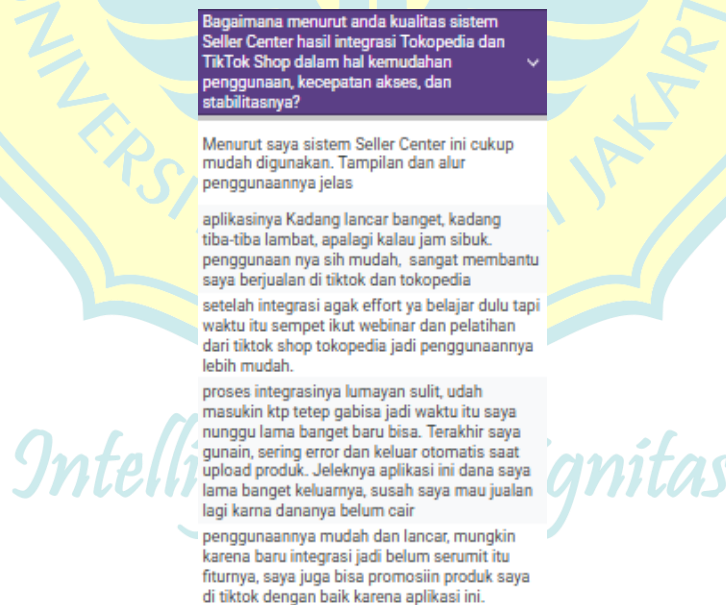 Bagaimana menurut anda kualitas sistem
Seller Center hasil integrasi Tokopedia dan
TikTok Shop dalam hal kemudahan
penggunaan, kecepatan akses, dan
stabilitasnya?
Menurut saya sistem Seller Center ini cukup
mudah digunakan. Tampilan dan alur
penggunaannya jelas
aplikasinya Kadang lancar banget, kadang
tiba-tiba lambat, apalagi kalau jam sibuk.
penggunaan nya sih mudah, sangat membantu
saya berjualan di tiktok dan tokopedia
setelah integrasi agak effort ya belajar dulu tapi
waktu itu sempet ikut webinar dan pelatihan
dari tiktok shop tokopedia jadi penggunaannya
lebih mudah.
proses integrasinya lumayan sulit, udah
masukin ktp tetep gabisa jadi waktu itu saya
nunggu lama banget baru bisa. Terakhir saya
gunain, sering error dan keluar otomatis saat
upload produk. Jeleknya aplikasi ini dana saya
lama banget keluarnya, susah saya mau jualan
lagi karna dananya belum cair
penggunaannya mudah dan lancar, mungkin
karena baru integrasi jadi belum serumit itu
fiturnya, saya juga bisa promosiin produk saya
di tiktok dengan baik karena aplikasi ini.